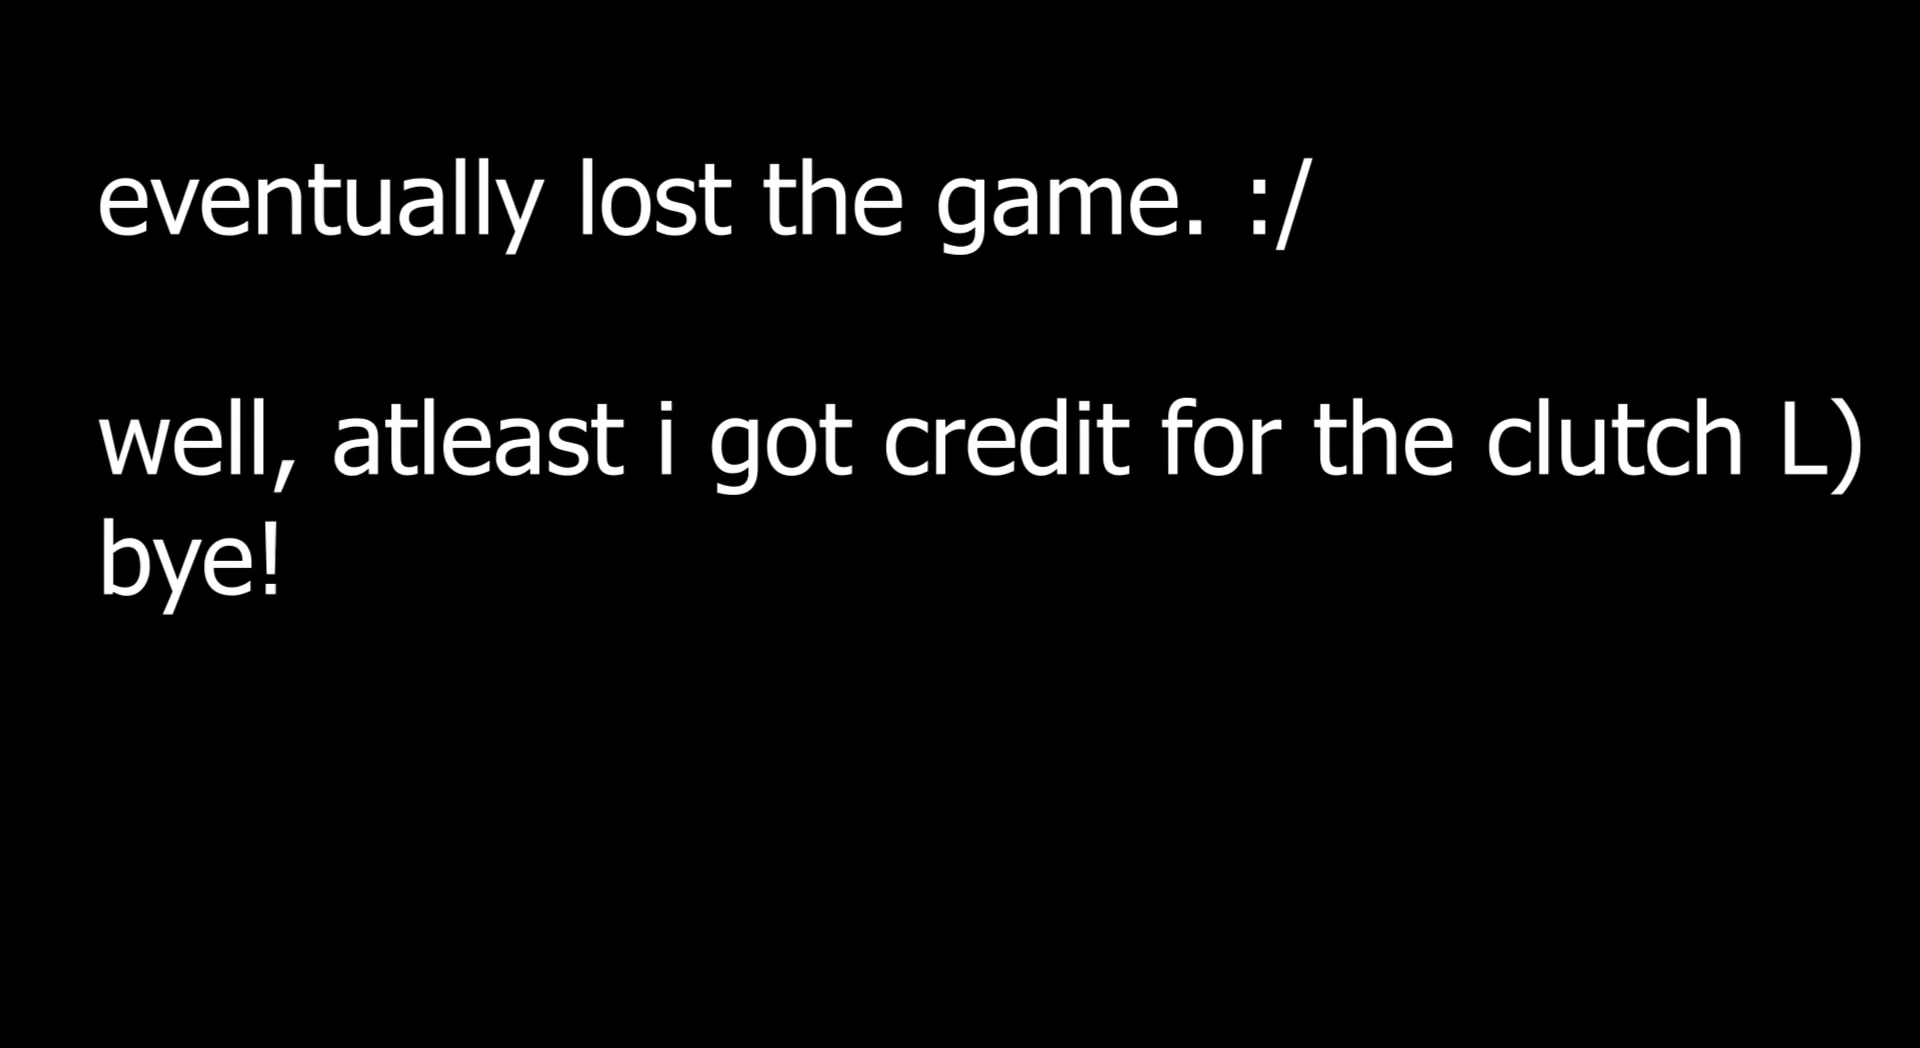 eventually lost the game. :/
well, atleast i got credit for the clutch L)
bye!